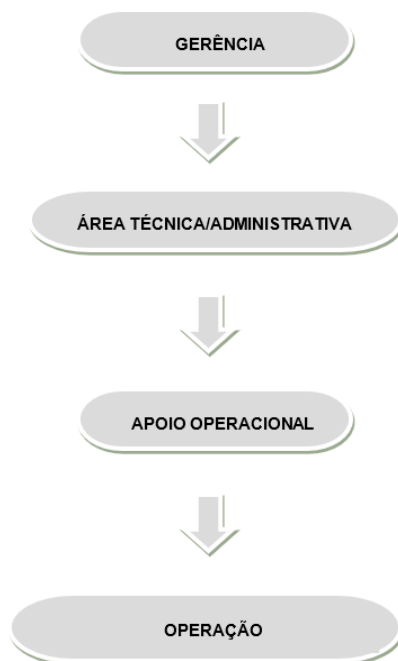 GERÊNCIA
ÁREA TÉCNICA/ADMINISTRATIVA
APOIO OPERACIONAL
OPERAÇÃO